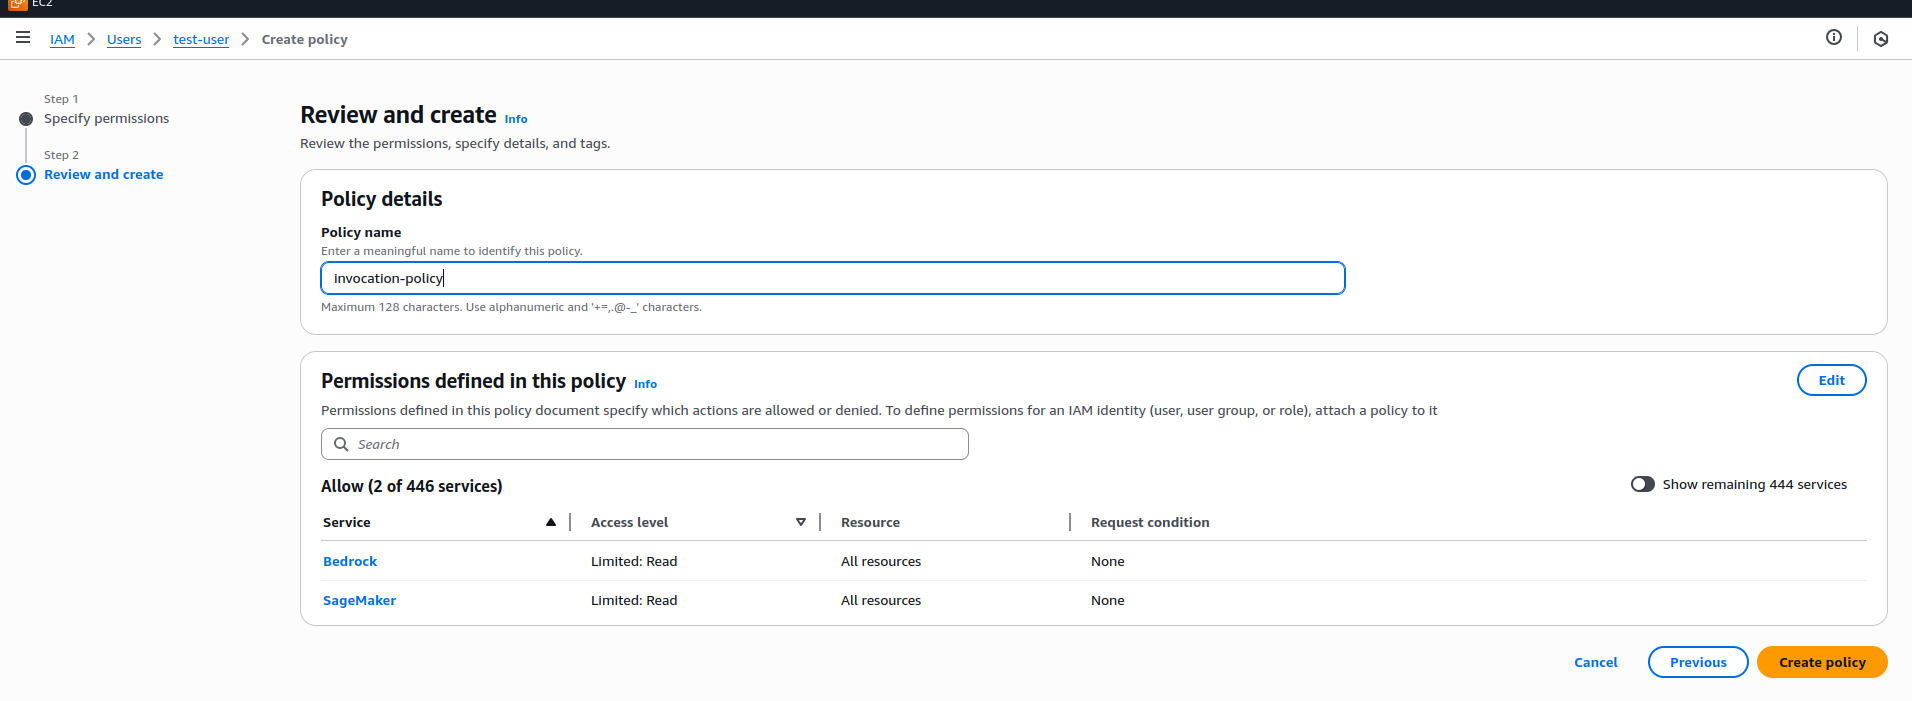 EC2
IAM > Users > test-user > Create policy
Step 1
Specify permissions
Step 2
Review and create
Review and create Info
Review the permissions, specify details, and tags.
Policy details
Policy name
Enter a meaningful name to identify this policy.
invocation-policy
Maximum 128 characters. Use alphanumeric and '+=,.@-_' characters.
Permissions defined in this policy Info
Edit
Permissions defined in this policy document specify which actions are allowed or denied. To define permissions for an IAM identity (user, user group, or role), attach a policy to it
Search
Allow (2 of 446 services)
Show remaining 444 services
Service Access level Resource Request condition
Bedrock Limited: Read All resources None
SageMaker Limited: Read All resources None
Cancel Previous Create policy